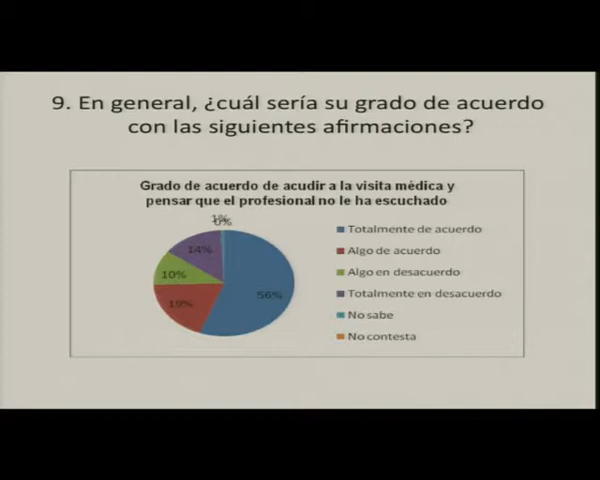 9. En general, ¿cuál sería su grado de acuerdo
con las siguientes afirmaciones?
Grado de acuerdo de acudir a la visita médica y
pensar que el profesional no le ha escuchado
1%
0%
14%
10%
19%
56%
Totalmente de acuerdo
Algo de acuerdo
Algo en desacuerdo
Totalmente en desacuerdo
No sabe
No contesta